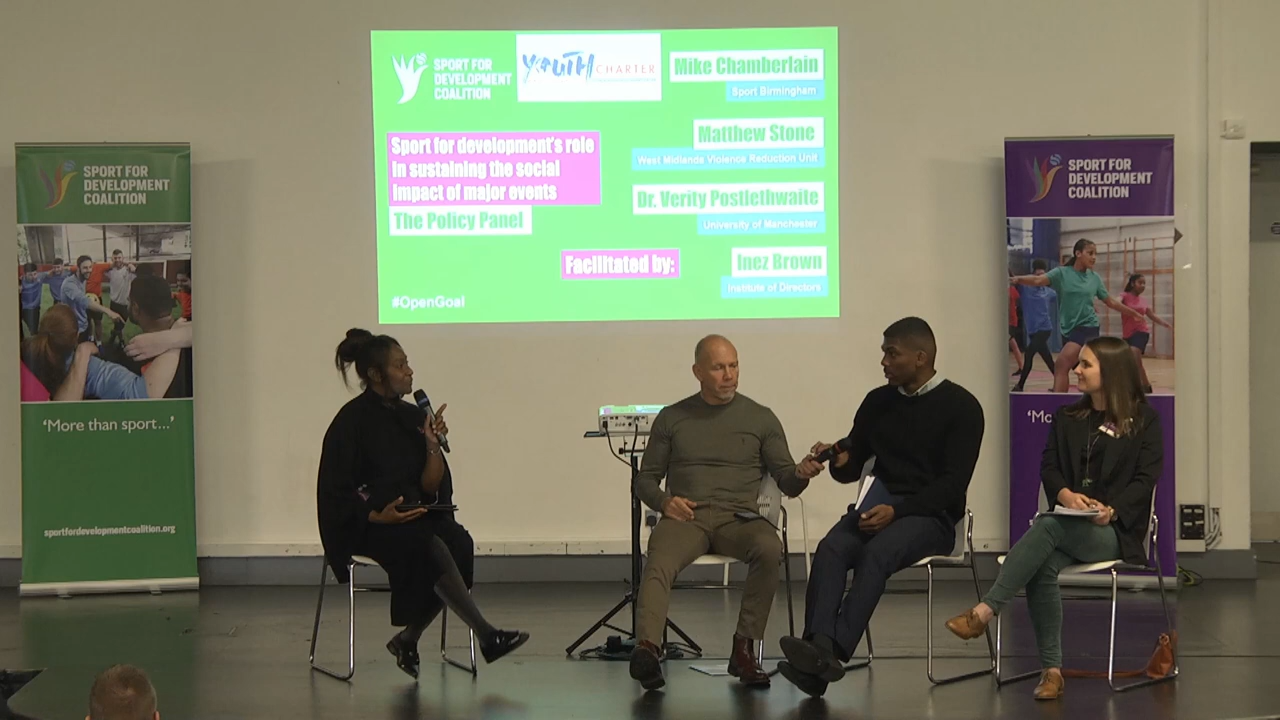 SPORT FOR
DEVELOPMENT
COALITION
'More than sport...'
sportfordevelopmentcoalition.org
SPORT FOR
DEVELOPMENT
COALITION
YOUTH CHARTER
Sport for development's role
in sustaining the social
impact of major events
The Policy Panel
#OpenGoal
Mike Chamberlain
Sport Birmingham
Matthew Stone
West Midlands Violence Reduction Unit
Dr. Verity Postlethwaite
University of Manchester
Facilitated by:
Inez Brown
Institute of Directors
SPORT FOR
DEVELOPMENT
COALITION
'Mo